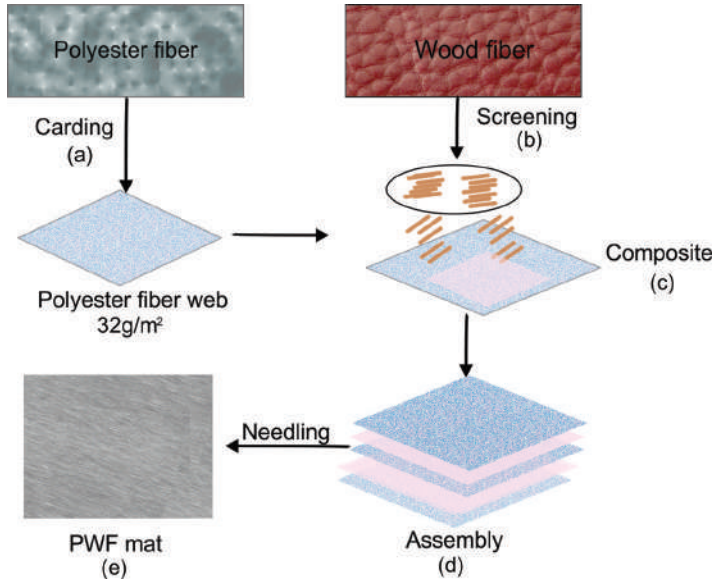 Polyester fiber
Wood fiber
Carding
(a)
Screening
(b)
Polyester fiber web
32g/m²
Composite
(c)
Needling
PWF mat
(e)
Assembly
(d)